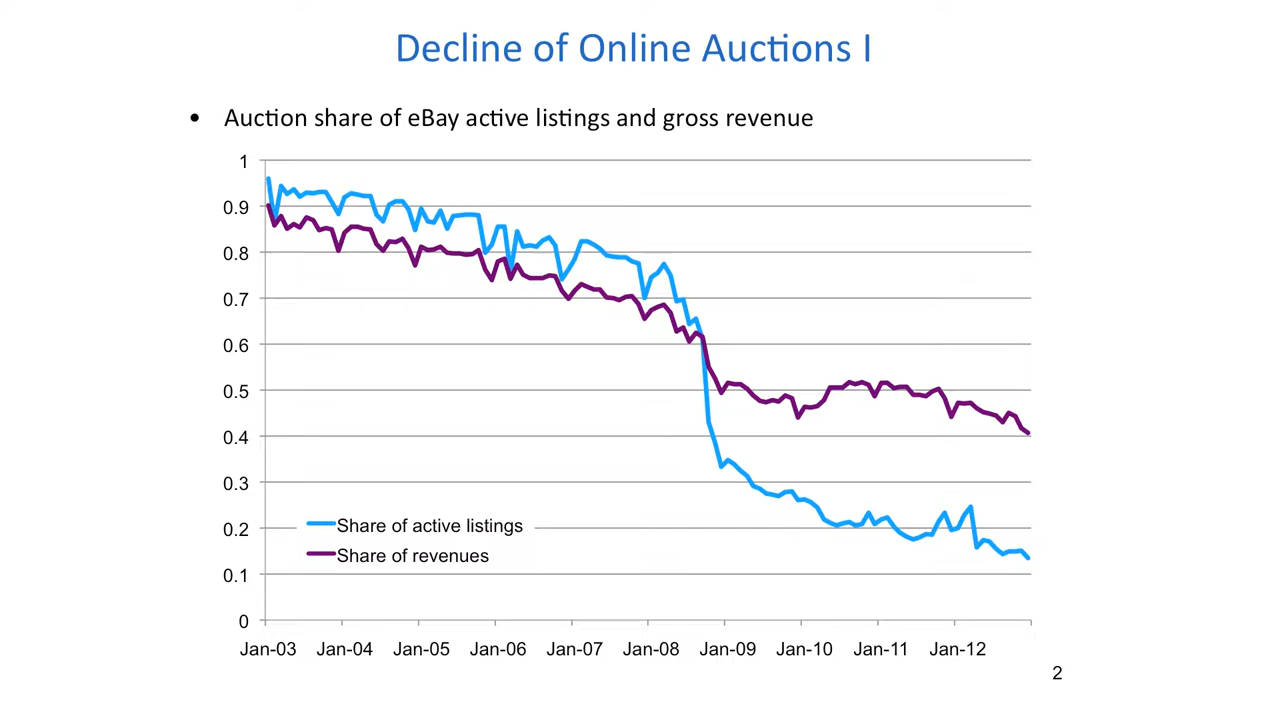 Decline of Online Auctions I
• Auction share of eBay active listings and gross revenue
1
0.9
0.8
0.7
0.6
0.5
0.4
0.3
0.2
0.1
0
Share of active listings
Share of revenues
Jan-03 Jan-04 Jan-05 Jan-06 Jan-07 Jan-08 Jan-09 Jan-10 Jan-11 Jan-12
2